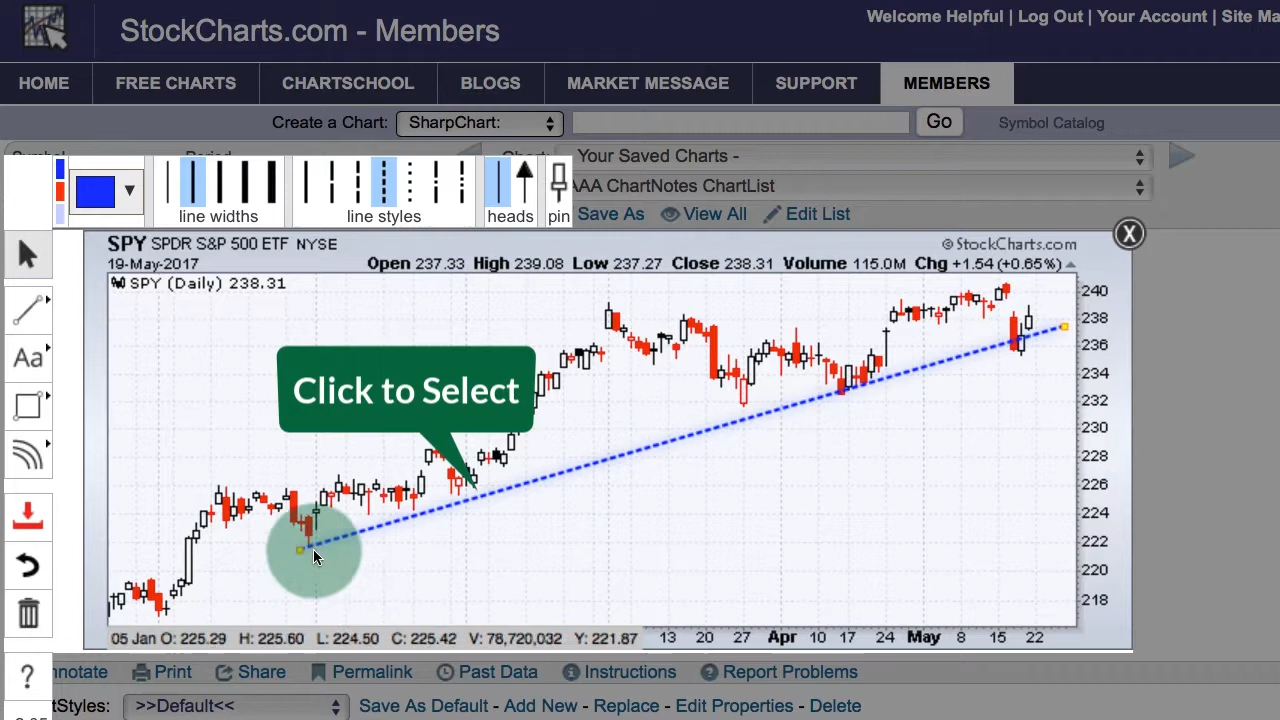 StockCharts.com - Members
Welcome Helpful | Log Out | Your Account | Site Ma
HOME FREE CHARTS CHARTSCHOOL BLOGS MARKET MESSAGE SUPPORT MEMBERS
Create a Chart: SharpChart: Go Symbol Catalog
Your Saved Charts -
AAA ChartNotes ChartList
line widths line styles heads pin
Save As View All Edit List
SPY SPDR S&P 500 ETF NYSE © StockCharts.com
19-May-2017 Open 237.33 High 239.08 Low 237.27 Close 238.31 Volume 115.0M Chg +1.54 (+0.65%)
SPY (Daily) 238.31
X
240
238
236
234
232
230
228
226
224
222
220
218
Aa
Click to Select
05 Jan O: 225.29 H: 225.60 L: 224.50 C: 225.42 V: 78,720,032 Y: 221.87 13 20 27 Apr 10 17 24 May 8 15 22
?
nnotate Print Share Permalink Past Data Instructions Report Problems
tStyles: >>Default<< Save As Default - Add New - Replace - Edit Properties - Delete